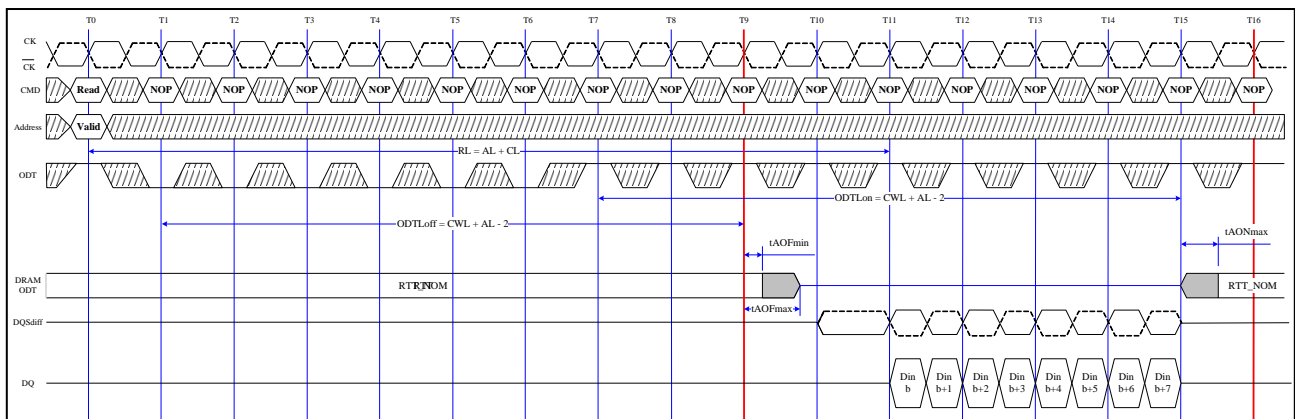 T0 T1 T2 T3 T4 T5 T6 T7 T8 T9 T10 T11 T12 T13 T14 T15 T16
CK
CK
CMD Read NOP NOP NOP NOP NOP NOP NOP NOP NOP NOP NOP NOP NOP NOP NOP NOP
Address Valid
RL = AL + CL
ODT
ODTLon = CWL + AL - 2
ODTLoff = CWL + AL - 2
tAOFmin tAONmax
DRAM
ODT
RTT_NOM RTT_NOM
tAOFmax
DQSdiff
DQ
Din Din Din Din Din Din Din Din
b b+1 b+2 b+3 b+4 b+5 b+6 b+7